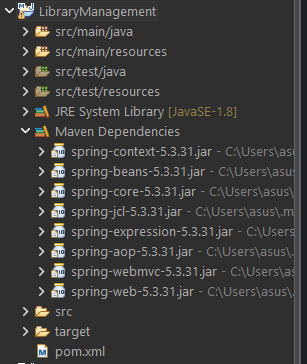 LibraryManagement
src/main/java
src/main/resources
src/test/java
src/test/resources
JRE System Library [JavaSE-1.8]
Maven Dependencies
spring-context-5.3.31.jar - C:\Users\asus\
spring-beans-5.3.31.jar - C:\Users\asus\
spring-core-5.3.31.jar - C:\Users\asus\.
spring-jcl-5.3.31.jar - C:\Users\asus\.m
spring-expression-5.3.31.jar - C:\Users
spring-aop-5.3.31.jar - C:\Users\asus\.
spring-webmvc-5.3.31.jar - C:\Users\as
spring-web-5.3.31.jar - C:\Users\asus\.
src
target
pom.xml